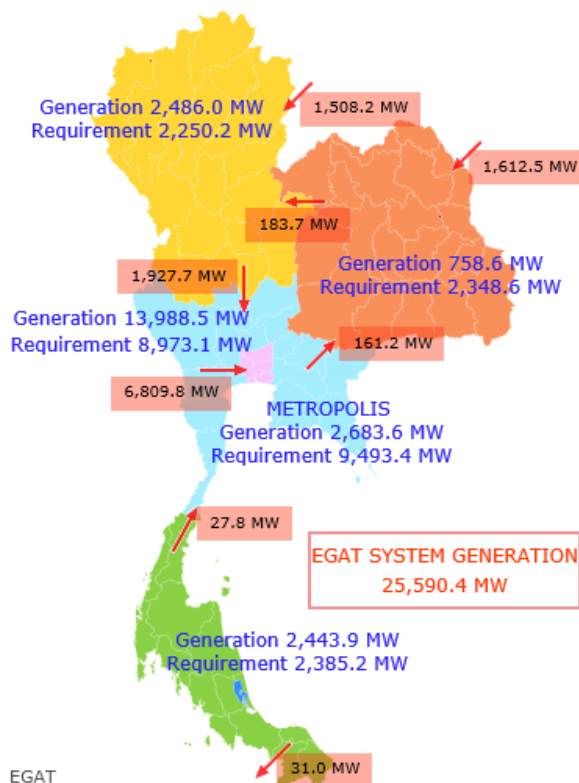 Generation 2,486.0 MW
Requirement 2,250.2 MW
1,508.2 MW
1,612.5 MW
183.7 MW
1,927.7 MW
Generation 758.6 MW
Requirement 2,348.6 MW
Generation 13,988.5 MW
Requirement 8,973.1 MW
161.2 MW
6,809.8 MW
METROPOLIS
Generation 2,683.6 MW
Requirement 9,493.4 MW
27.8 MW
EGAT SYSTEM GENERATION
25,590.4 MW
Generation 2,443.9 MW
Requirement 2,385.2 MW
31.0 MW
EGAT